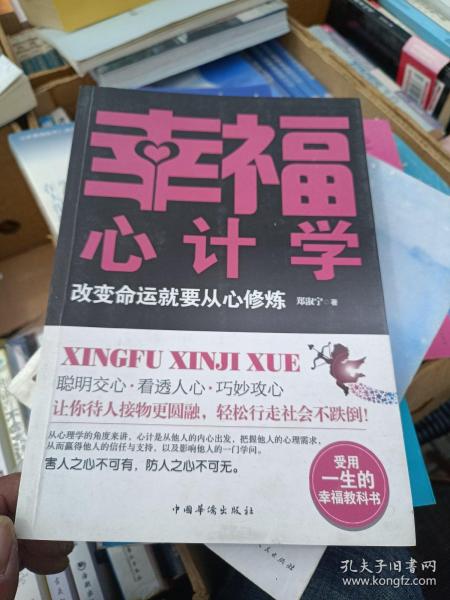 幸福
心计学
改变命运就要从心修炼 郑淑宁◎著
XINGFU XINJI XUE
聪明交心·看透人心·巧妙攻心
让你待人接物更圆融，轻松行走社会不跌倒！
从心理学的角度来讲，心计是从他人的内心出发，把握他人的心理需求，
从而赢得他人的信任与支持，以及影响他人的一门学问。
害人之心不可有，防人之心不可无。
受用
一生的
幸福教科书
中国华侨出版社
孔夫子旧书网
www.kongfz.com